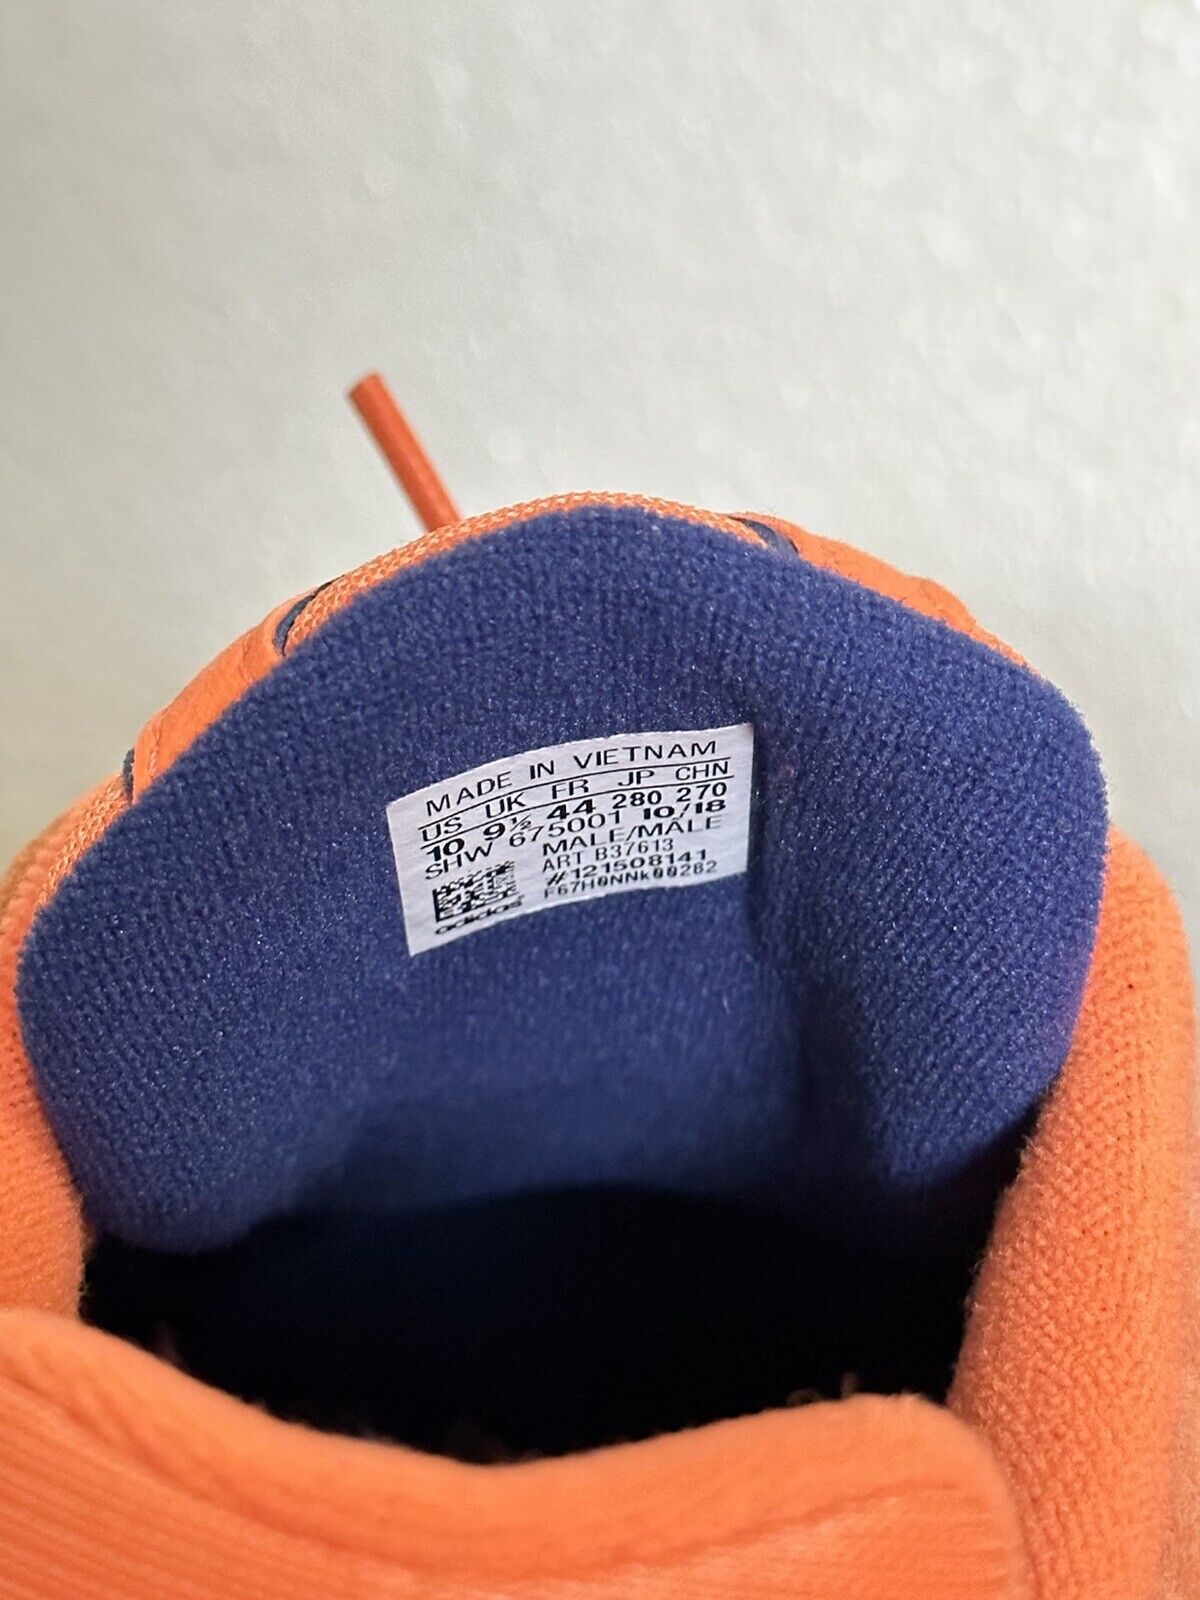 MADE IN VIETNAM
US UK FR JP CHN
10 9½ 44 280 270
SHW 675001 10/18
MALE/MÂLE
ART B37613
#121508141
F67H0NNk00282
adidas